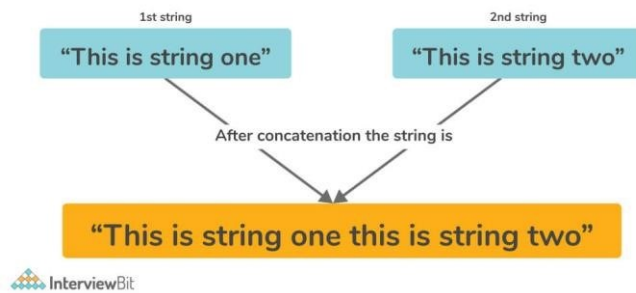 1st string
2nd string
“This is string one”
“This is string two”
After concatenation the string is
“This is string one this is string two”
InterviewBit